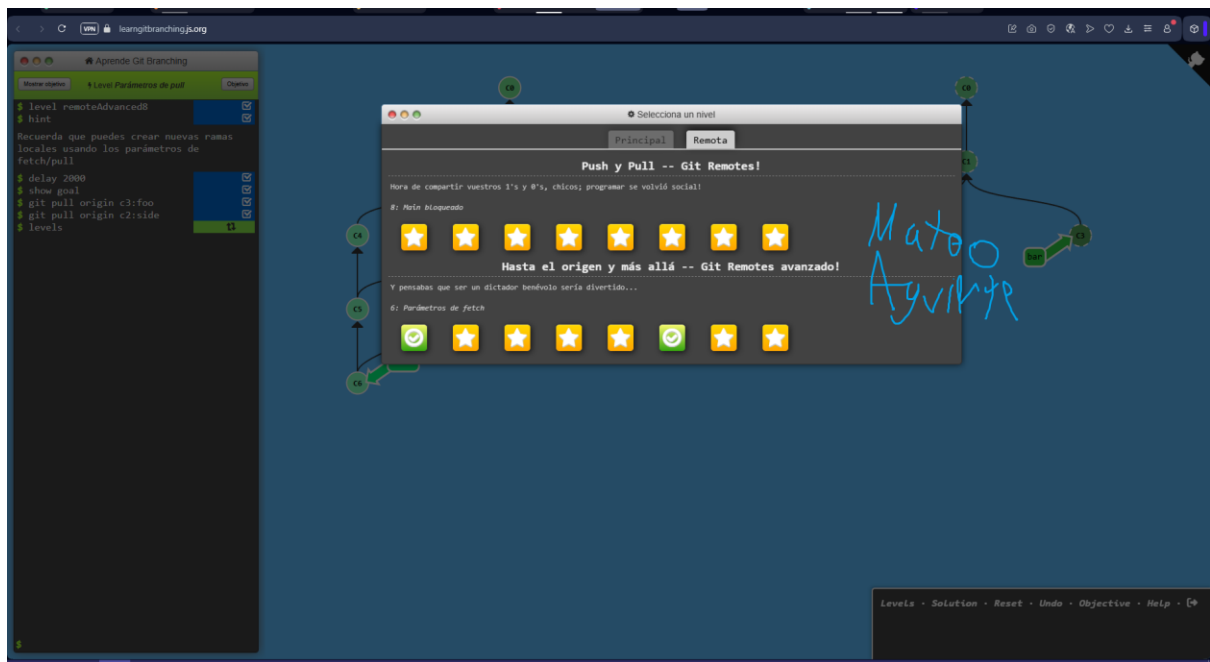 VPN learngitbranching.js.org
Aprende Git Branching
Mostrar objetivo Level Parámetros de pull Objetivo
$ level remoteAdvanced8
$ hint
Recuerda que puedes crear nuevas ramas
locales usando los parámetros de
fetch/pull
$ delay 2000
$ show goal
$ git pull origin c3:foo
$ git pull origin c2:side
$ levels
$
C0
C4
C5
C6
Selecciona un nivel
Principal Remota
Push y Pull -- Git Remotes!
Hora de compartir vuestros 1's y 0's, chicos; programar se volvió social!
8: Main bloqueado
Hasta el origen y más allá -- Git Remotes avanzado!
Y pensabas que ser un dictador benévolo sería divertido...
6: Parámetros de fetch
C0
C1
bar
C3
Mateo
Levels · Solution · Reset · Undo · Objective · Help ·